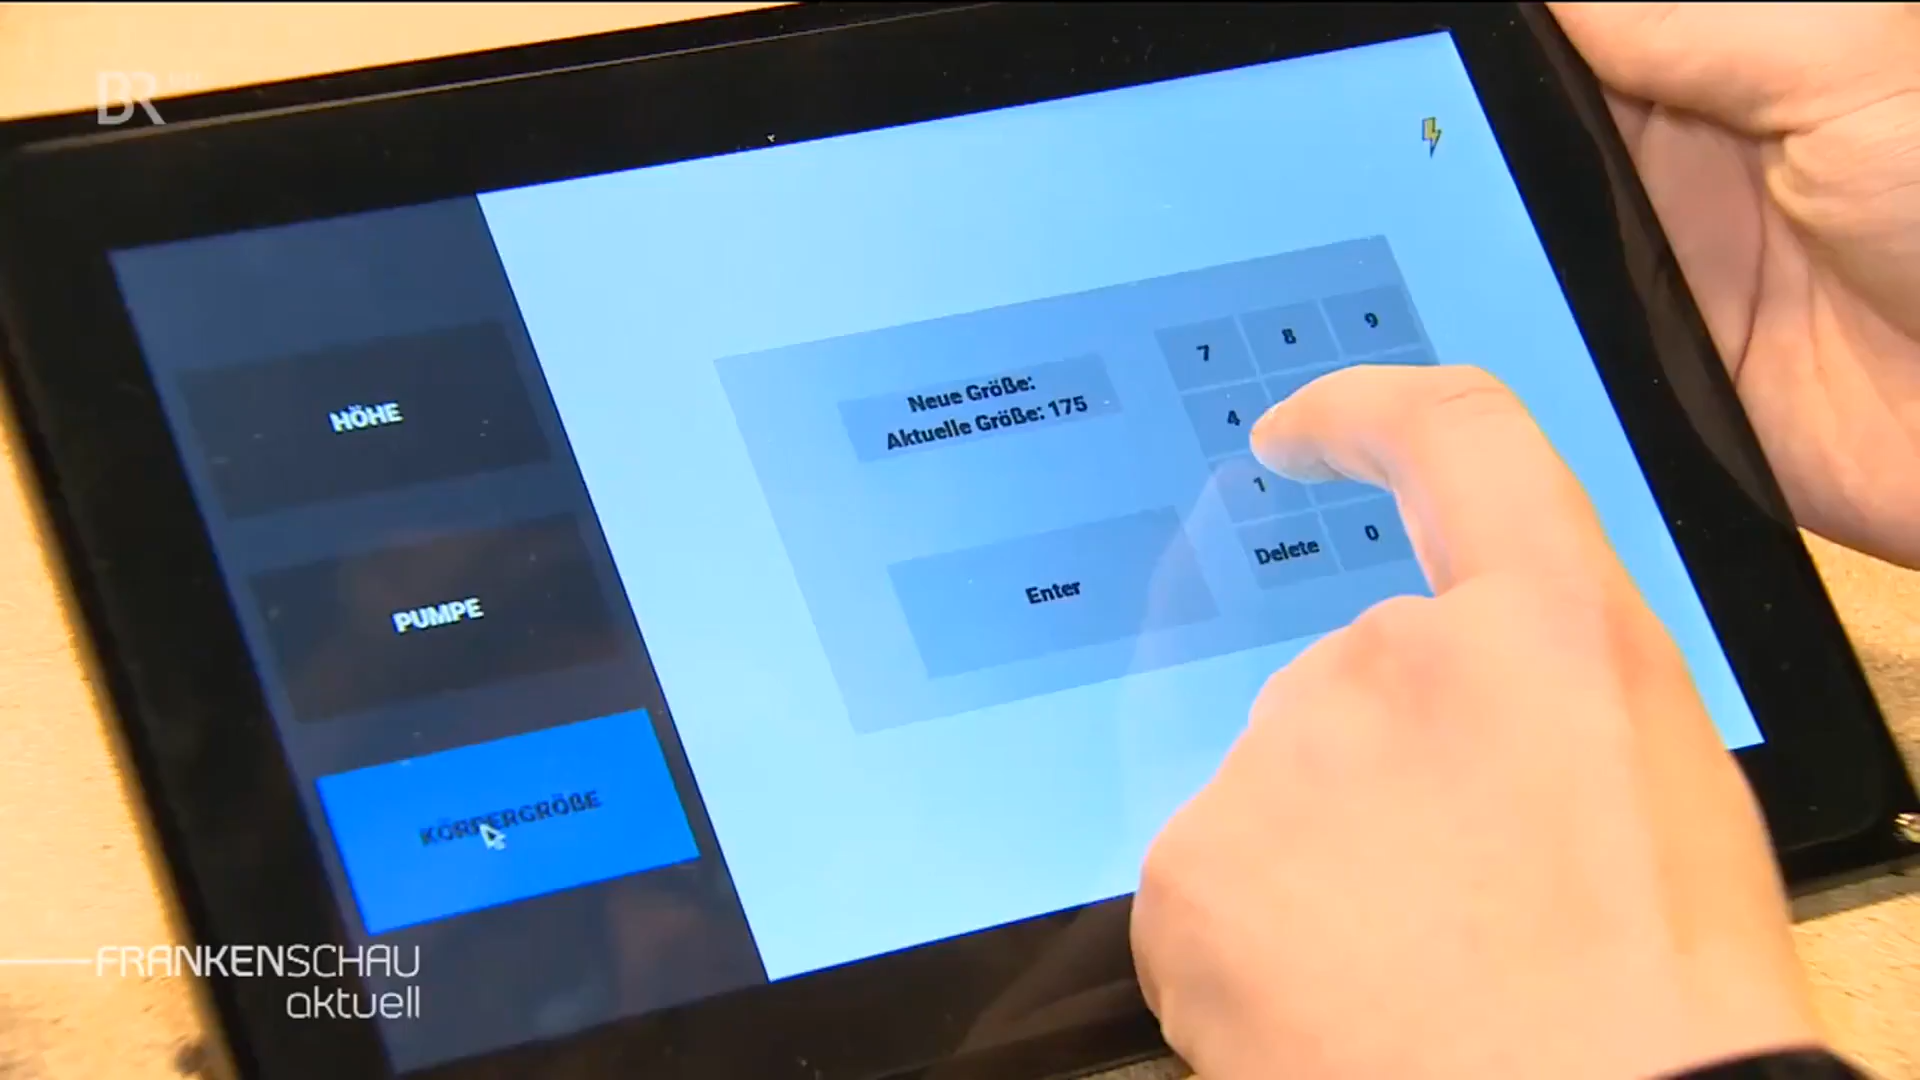 BR
HÖHE
PUMPE
KÖRPERGRÖßE
Neue Größe:
Aktuelle Größe: 175
7 8 9
4
1
Delete 0
Enter
FRANKENSCHAU
aktuell